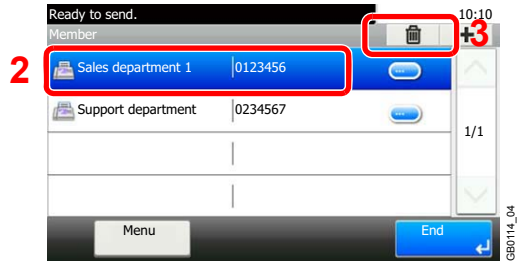 Ready to send. 10:10
Member
3
2
Sales department 1 0123456
Support department 0234567
1/1
Menu End
GB0114_04